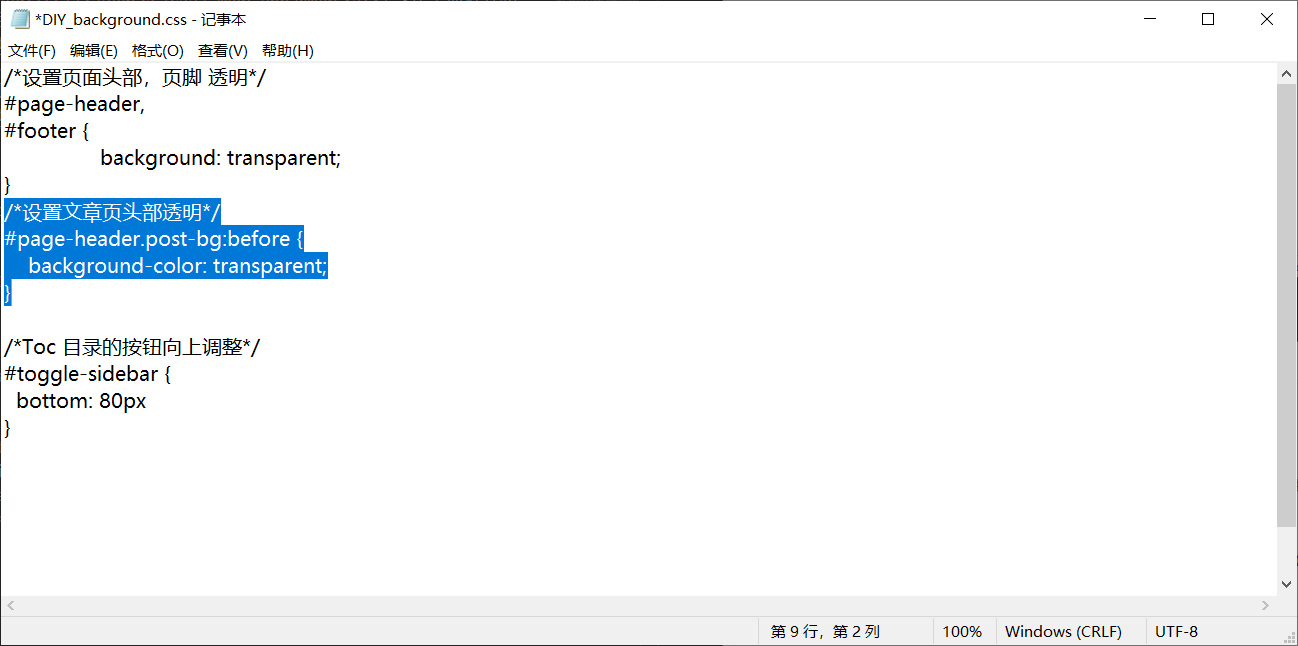 *DIY_background.css - 记事本
文件(F) 编辑(E) 格式(O) 查看(V) 帮助(H)
/*设置页面头部，页脚 透明*/
#page-header,
#footer {
background: transparent;
}
/*设置文章页头部透明*/
#page-header.post-bg:before {
background-color: transparent;
}
/*Toc 目录的按钮向上调整*/
#toggle-sidebar {
bottom: 80px
}
第 9 行，第 2 列 100% Windows (CRLF) UTF-8